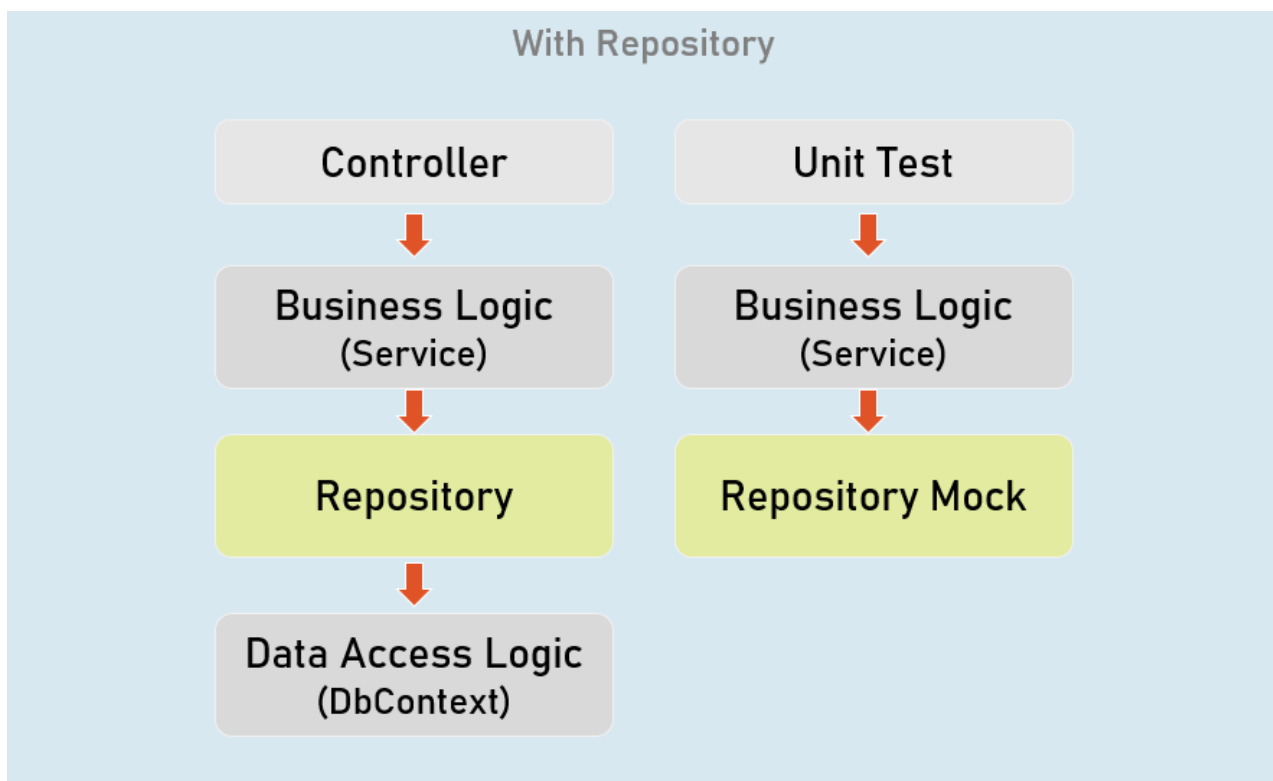 With Repository
Controller
Business Logic
(Service)
Repository
Data Access Logic
(DbContext)
Unit Test
Business Logic
(Service)
Repository Mock